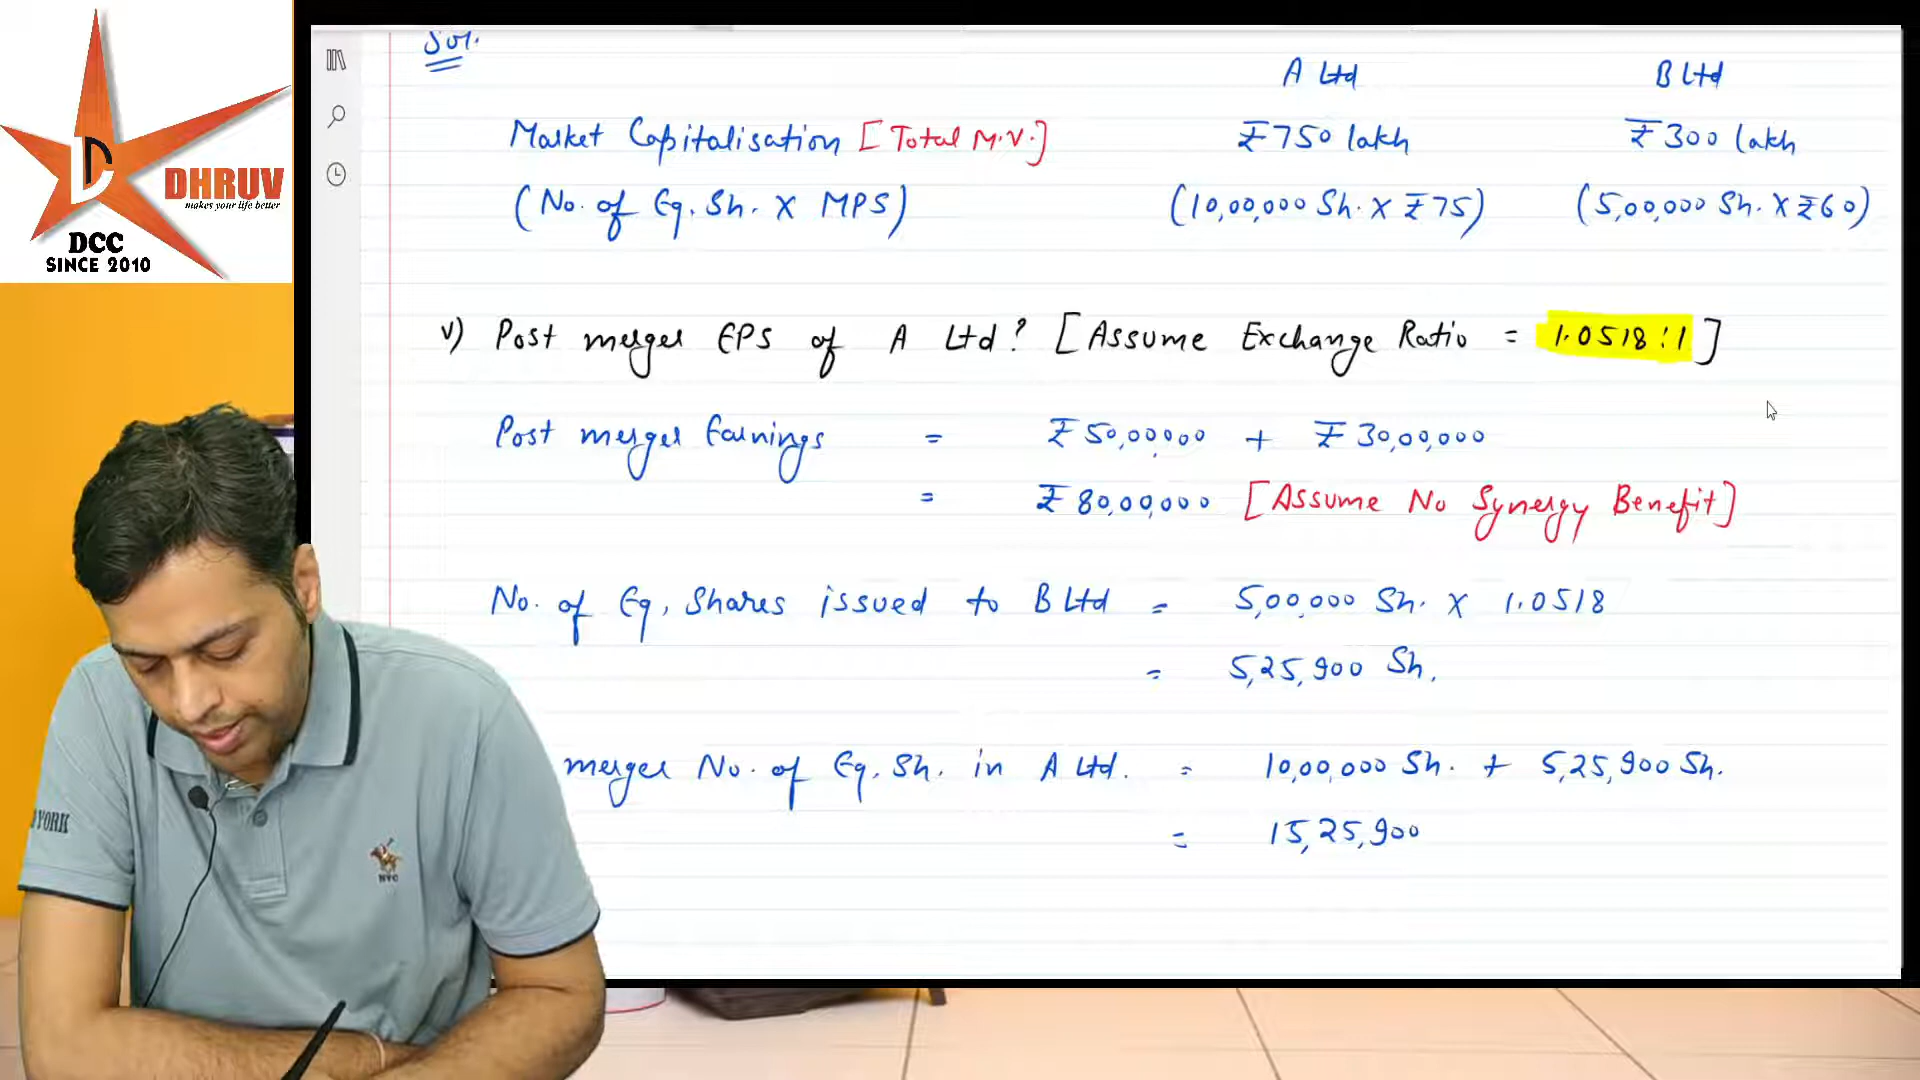 Sol.
A Ltd B Ltd
Market Capitalisation [Total M.V.] ₹750 lakh ₹300 lakh
(No. of Eq. Sh. X MPS) (10,00,000 Sh. X ₹75) (5,00,000 Sh. X ₹60)
v) Post merger EPS of A Ltd? [Assume Exchange Ratio = 1.0518:1]
Post merger Earnings = ₹50,00,000 + ₹30,00,000
= ₹80,00,000 [Assume No Synergy Benefit]
No. of Eq. Shares issued to B Ltd = 5,00,000 Sh. X 1.0518
= 5,25,900 Sh.
merger No. of Eq. Sh. in A Ltd. = 10,00,000 Sh. + 5,25,900 Sh.
= 15,25,900
DHRUV
makes your life better
DCC
SINCE 2010
YORK
NYC